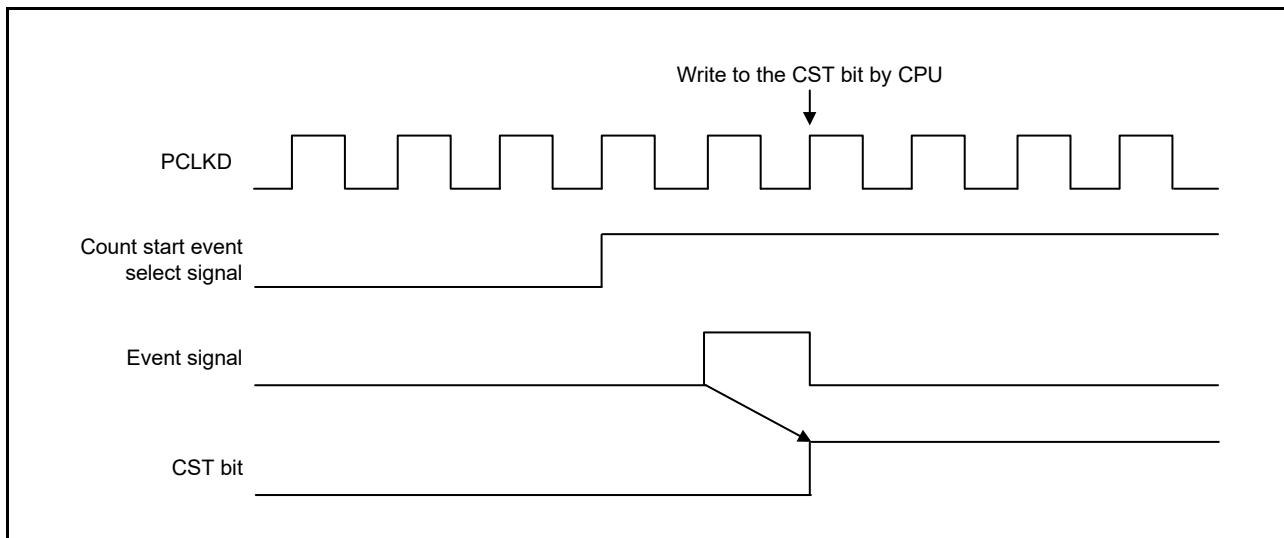 Write to the CST bit by CPU
PCLKD
Count start event
select signal
Event signal
CST bit